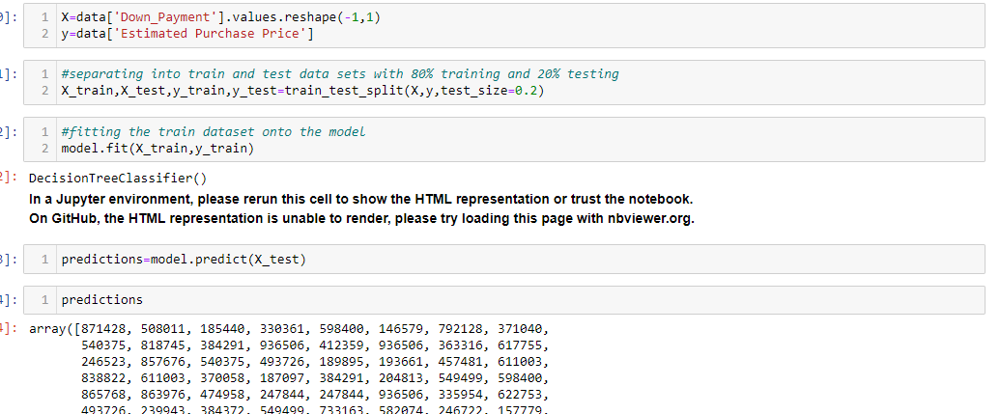 1 X=data['Down_Payment'].values.reshape(-1,1)
2 y=data['Estimated Purchase Price']
1]: 1 #separating into train and test data sets with 80% training and 20% testing
2 X_train,X_test,y_train,y_test=train_test_split(X,y,test_size=0.2)
2]: 1 #fitting the train dataset onto the model
2 model.fit(X_train,y_train)
2]: DecisionTreeClassifier()
In a Jupyter environment, please rerun this cell to show the HTML representation or trust the notebook.
On GitHub, the HTML representation is unable to render, please try loading this page with nbviewer.org.
3]: 1 predictions=model.predict(X_test)
4]: 1 predictions
4]: array([871428, 508011, 185440, 330361, 598400, 146579, 792128, 371040,
540375, 818745, 384291, 936506, 412359, 936506, 363316, 617755,
246523, 857676, 540375, 493726, 189895, 193661, 457481, 611003,
838822, 611003, 370058, 187097, 384291, 204813, 549499, 598400,
865768, 863976, 474958, 247844, 247844, 936506, 335954, 622753,
493726, 239943, 384372, 549499, 733163, 582074, 246722, 157779,